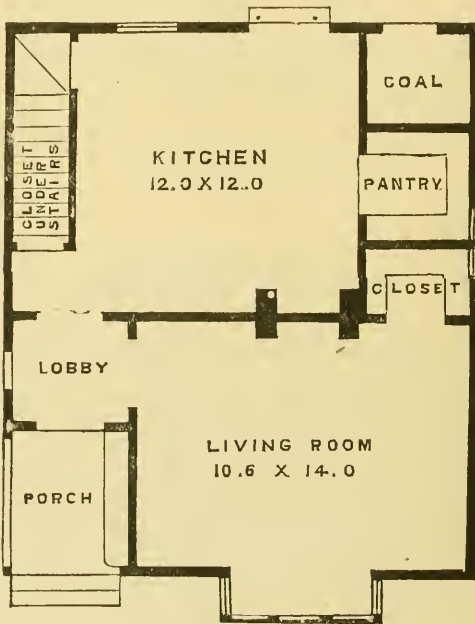 COAL
KITCHEN
12.0 X 12.0
CLOSET
UNDER
STAIRS
PANTRY
CLOSET
LOBBY
LIVING ROOM
10.6 X 14.0
PORCH